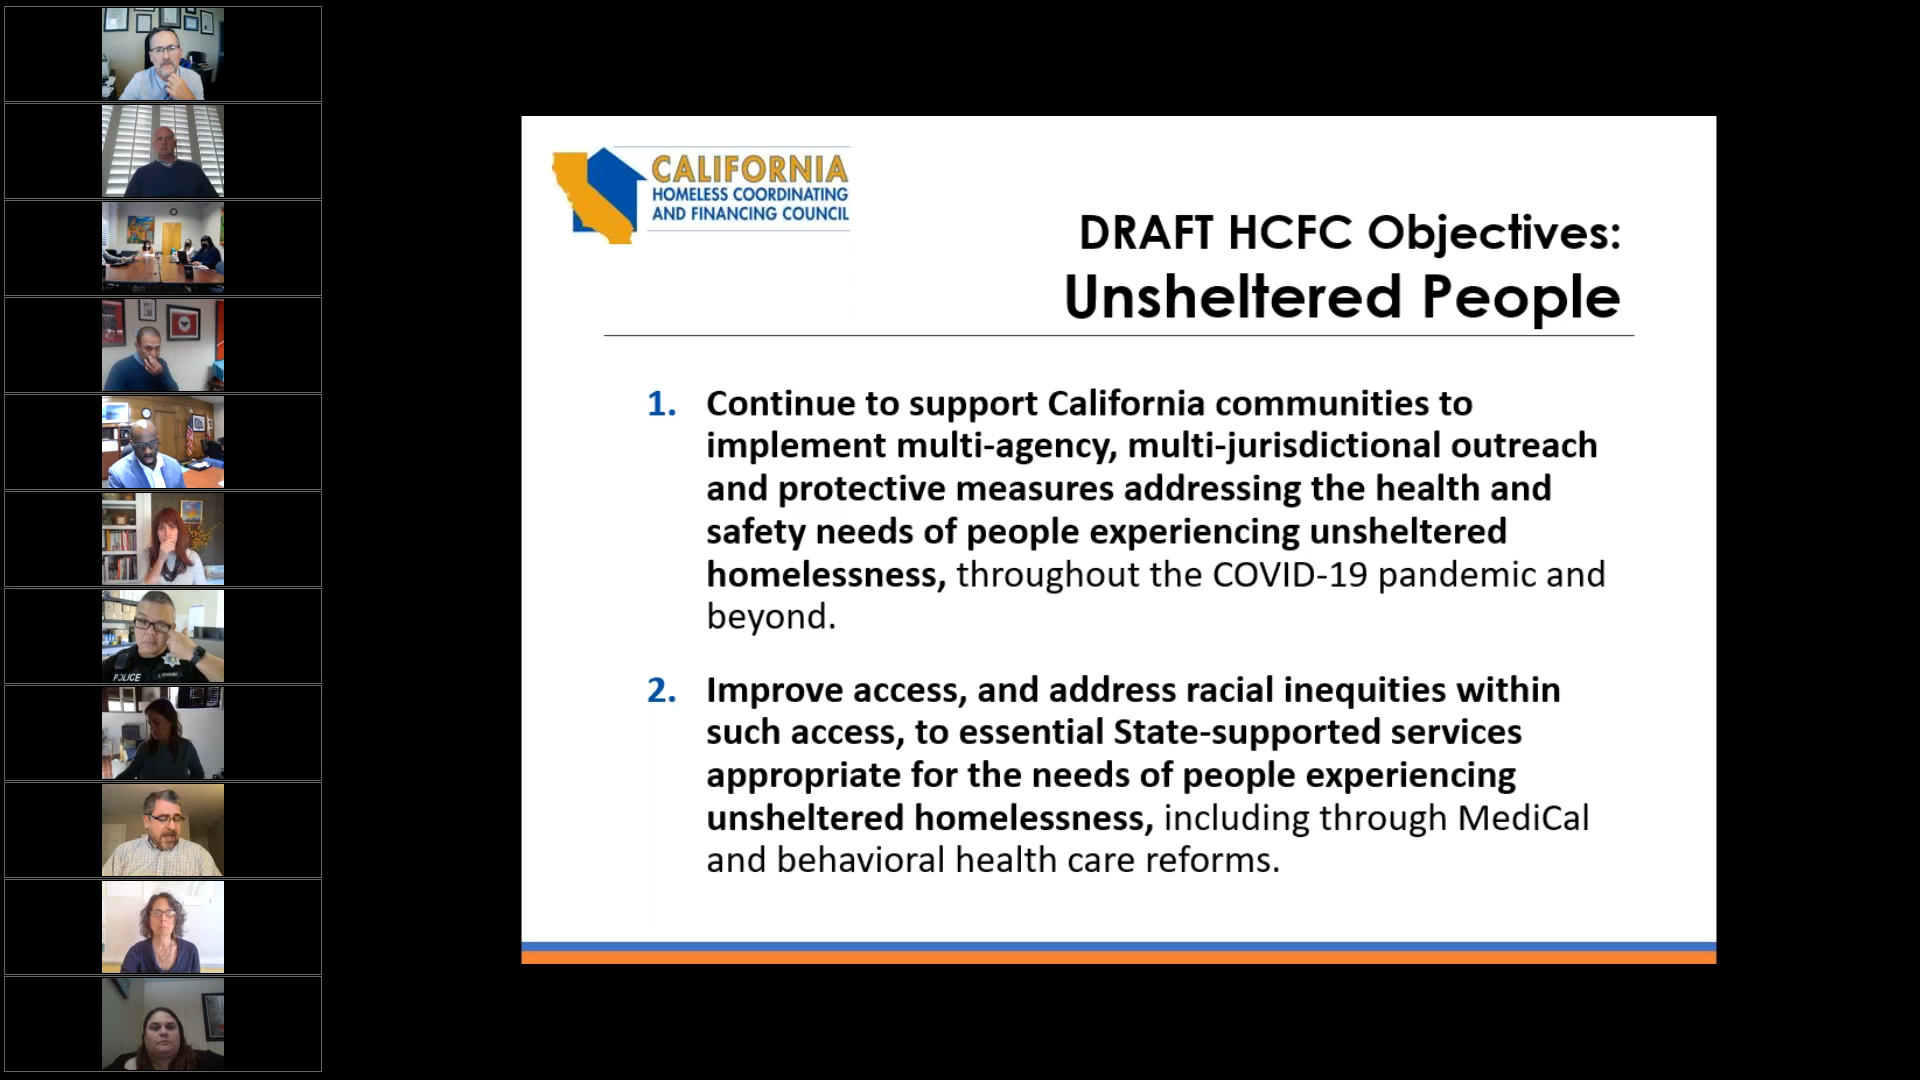 CALIFORNIA
HOMELESS COORDINATING
AND FINANCING COUNCIL
DRAFT HCFC Objectives:
Unsheltered People
1. Continue to support California communities to
implement multi-agency, multi-jurisdictional outreach
and protective measures addressing the health and
safety needs of people experiencing unsheltered
homelessness, throughout the COVID-19 pandemic and
beyond.
2. Improve access, and address racial inequities within
such access, to essential State-supported services
appropriate for the needs of people experiencing
unsheltered homelessness, including through MediCal
and behavioral health care reforms.
POLICE